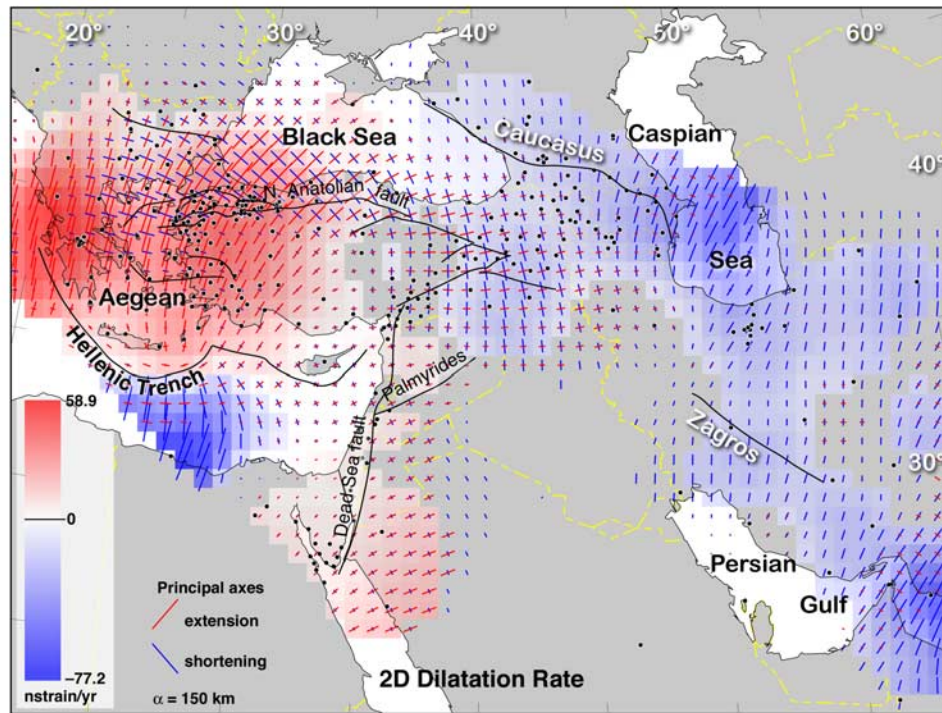 20°
50°
60°
Black Sea
Caucasus
Caspian
40°
N. Anatolian fault
Sea
Aegean
Hellenic Trench
Palmyrides
58.9
Zagros
30°
Dead Sea fault
0
Persian
Principal axes
Gulf
extension
shortening
–77.2
2D Dilatation Rate
nstrain/yr
α = 150 km